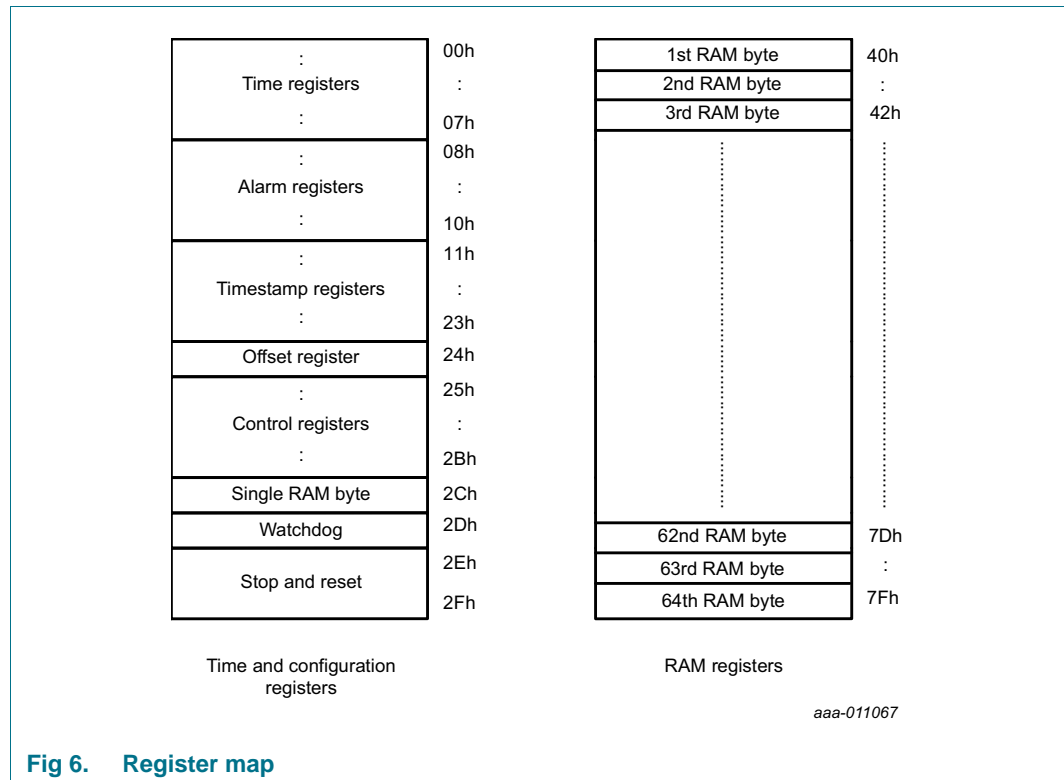 :
Time registers
:
00h
:
07h
:
Alarm registers
:
08h
:
10h
:
Timestamp registers
:
11h
:
23h
Offset register
24h
:
Control registers
:
25h
:
2Bh
Single RAM byte
2Ch
Watchdog
2Dh
Stop and reset
2Eh
2Fh
Time and configuration
registers
1st RAM byte
40h
2nd RAM byte
:
3rd RAM byte
42h
62nd RAM byte
7Dh
63rd RAM byte
:
64th RAM byte
7Fh
RAM registers
aaa-011067
Fig 6. Register map